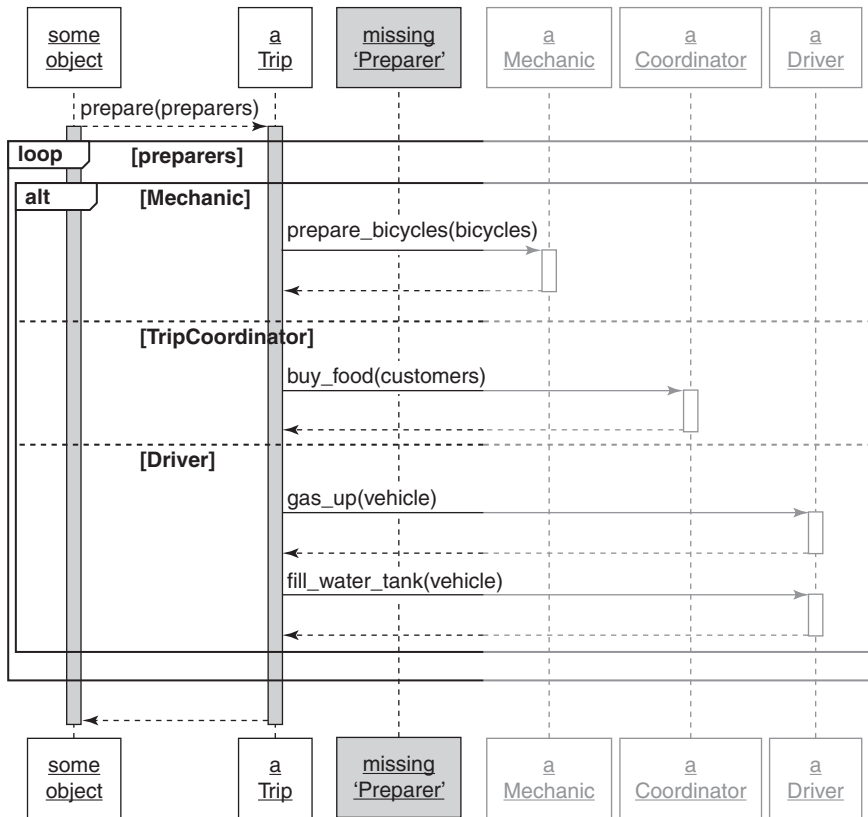 some object
a Trip
missing 'Preparer'
a Mechanic
a Coordinator
a Driver
prepare(preparers)
loop [preparers]
alt [Mechanic]
prepare_bicycles(bicycles)
[TripCoordinator]
buy_food(customers)
[Driver]
gas_up(vehicle)
fill_water_tank(vehicle)
some object
a Trip
missing 'Preparer'
a Mechanic
a Coordinator
a Driver